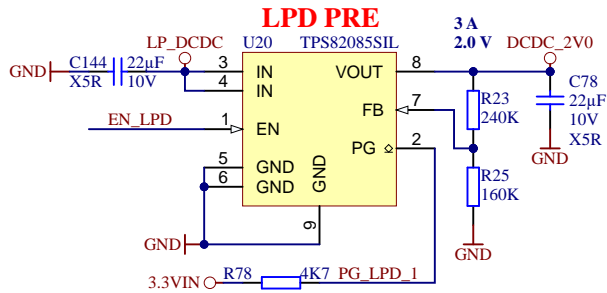 LPD PRE
3 A
2.0 V
LP_DCDC
U20
TPS82085SIL
DCDC_2V0
C144
22µF
GND
X5R
10V
3
IN
VOUT
8
4
IN
R23
240K
C78
22µF
10V
X5R
FB
7
EN_LPD
1
EN
PG
2
GND
5
GND
6
GND
GND
R25
160K
GND
9
GND
3.3VIN
R78
4K7
PG_LPD_1